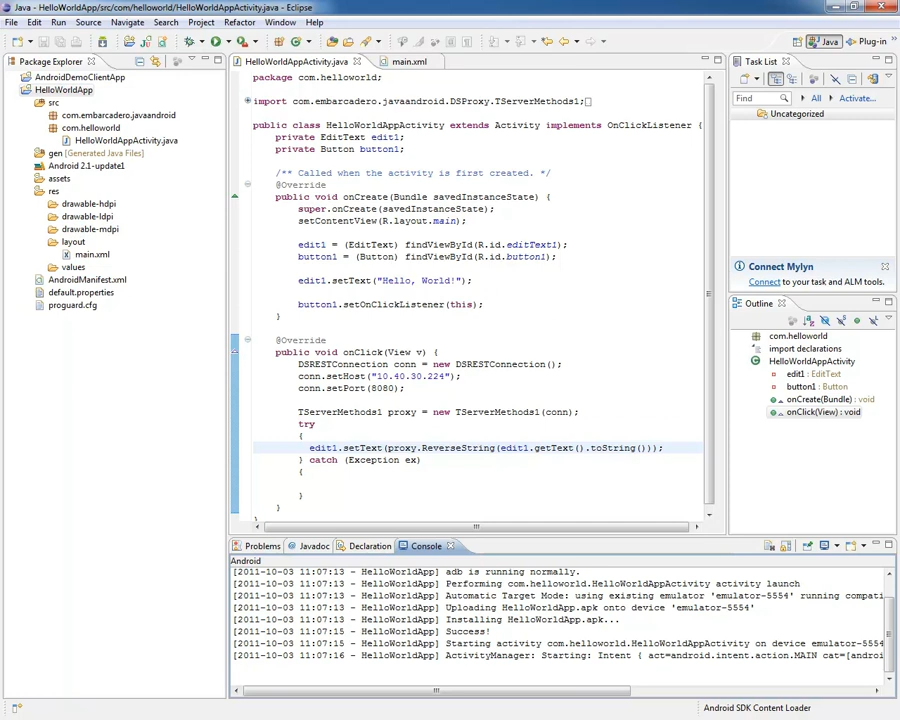 Java - HelloWorldApp/src/com/helloworld/HelloWorldAppActivity.java - Eclipse
File Edit Run Source Navigate Search Project Refactor Window Help
Java Plug-in
Package Explorer
AndroidDemoClientApp
HelloWorldApp
src
com.embarcadero.javaandroid
com.helloworld
HelloWorldAppActivity.java
gen [Generated Java Files]
Android 2.1-update1
assets
res
drawable-hdpi
drawable-ldpi
drawable-mdpi
layout
main.xml
values
AndroidManifest.xml
default.properties
proguard.cfg
HelloWorldAppActivity.java main.xml
package com.helloworld;
import com.embarcadero.javaandroid.DSProxy.TServerMethods1;
public class HelloWorldAppActivity extends Activity implements OnClickListener {
private EditText edit1;
private Button button1;
/** Called when the activity is first created. */
@Override
public void onCreate(Bundle savedInstanceState) {
super.onCreate(savedInstanceState);
setContentView(R.layout.main);
edit1 = (EditText) findViewById(R.id.editText1);
button1 = (Button) findViewById(R.id.button1);
edit1.setText("Hello, World!");
button1.setOnClickListener(this);
}
@Override
public void onClick(View v) {
DSRESTConnection conn = new DSRESTConnection();
conn.setHost("10.40.30.224");
conn.setPort(8080);
TServerMethods1 proxy = new TServerMethods1(conn);
try
{
edit1.setText(proxy.ReverseString(edit1.getText().toString()));
} catch (Exception ex)
{
}
}
}
Task List
Find All Activate...
Uncategorized
Connect Mylyn
Connect to your task and ALM tools.
Outline
com.helloworld
import declarations
HelloWorldAppActivity
edit1 : EditText
button1 : Button
onCreate(Bundle) : void
onClick(View) : void
Problems Javadoc Declaration Console
Android
[2011-10-03 11:07:13 - HelloWorldApp] adb is running normally.
[2011-10-03 11:07:13 - HelloWorldApp] Performing com.helloworld.HelloWorldAppActivity activity launch
[2011-10-03 11:07:13 - HelloWorldApp] Automatic Target Mode: using existing emulator 'emulator-5554' running compati
[2011-10-03 11:07:13 - HelloWorldApp] Uploading HelloWorldApp.apk onto device 'emulator-5554'
[2011-10-03 11:07:13 - HelloWorldApp] Installing HelloWorldApp.apk...
[2011-10-03 11:07:15 - HelloWorldApp] Success!
[2011-10-03 11:07:15 - HelloWorldApp] Starting activity com.helloworld.HelloWorldAppActivity on device emulator-5554
[2011-10-03 11:07:16 - HelloWorldApp] ActivityManager: Starting: Intent { act=android.intent.action.MAIN cat=[androi
Android SDK Content Loader